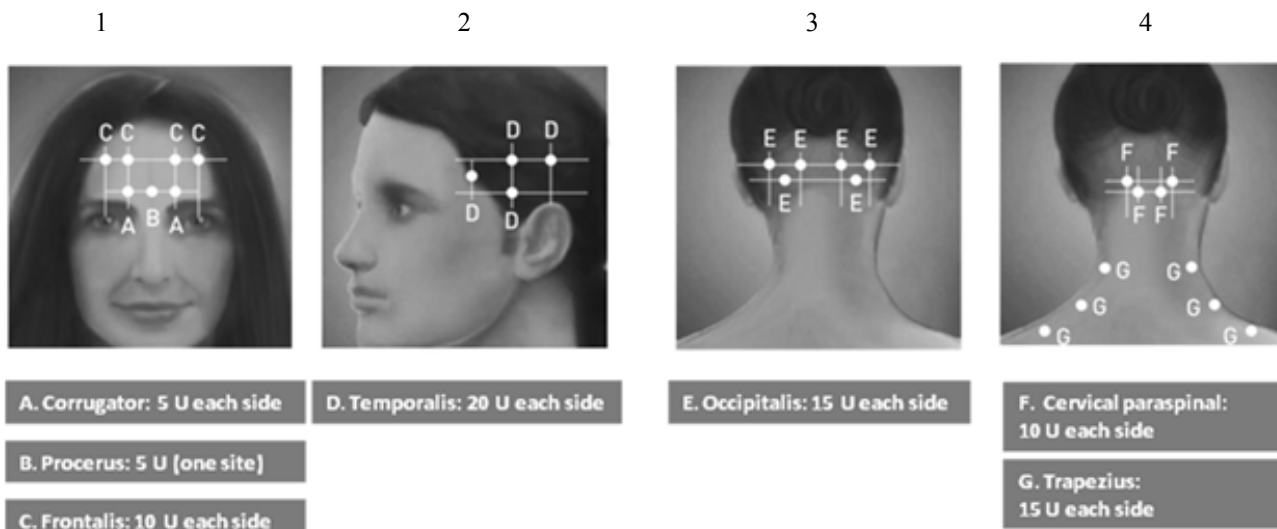 1 2 3 4
C C C C
A B A
D D
D D
E E E E
E E
F F
F F
G G
G G
G G
A. Corrugator: 5 U each side
B. Procerus: 5 U (one site)
C. Frontalis: 10 U each side
D. Temporalis: 20 U each side
E. Occipitalis: 15 U each side
F. Cervical paraspinal:
10 U each side
G. Trapezius:
15 U each side